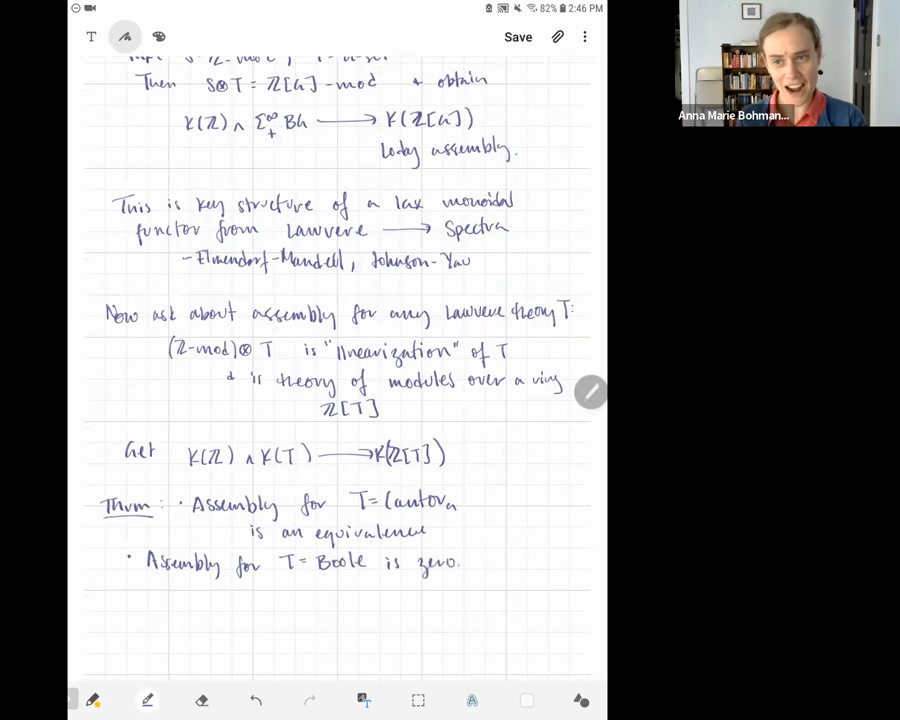 82% 2:46 PM
T Save
Then S⊗T = ℤ[G]-mod + obtain
K(ℤ) ∧ Σ^∞_+ BG ⟶ K(ℤ[G])
Loday assembly.
This is key structure of a lax monoidal
functor from Lawvere ⟶ Spectra
- Elmendorf-Mandell, Johnson-Yau
Now ask about assembly for any Lawvere theory T:
(ℤ-mod)⊗ T is "linearization" of T
+ is theory of modules over a ring
ℤ[T]
Get K(ℤ) ∧ K(T) ⟶ K(ℤ[T])
Thm: · Assembly for T = Cantor_n
is an equivalence
· Assembly for T = Boole is zero.
Anna Marie Bohman...